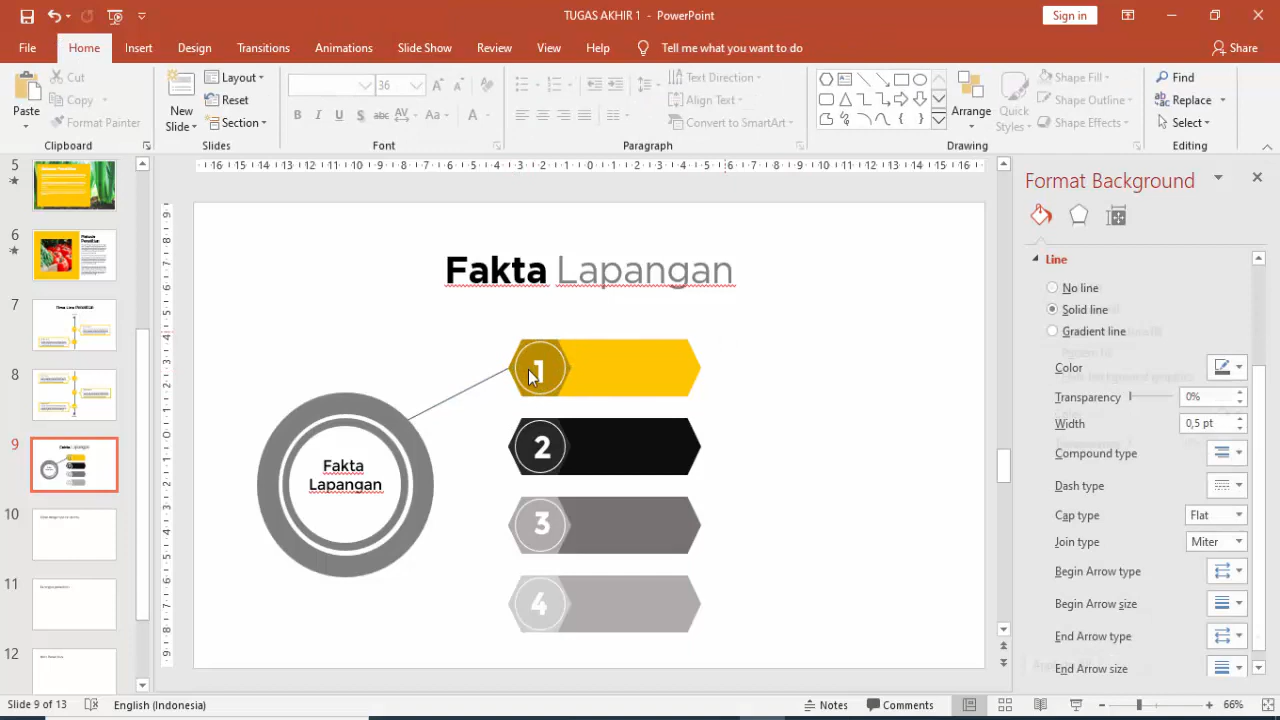 TUGAS AKHIR 1 - PowerPoint
Sign in
File Home Insert Design Transitions Animations Slide Show Review View Help Tell me what you want to do Share
Paste
Cut
Copy
Format Painter
Clipboard
New Slide
Layout
Reset
Section
Slides
36
B I U S abc AV Aa A
Font
Text Direction
Align Text
Convert to SmartArt
Paragraph
Arrange
Quick Styles
Shape Fill
Shape Outline
Shape Effects
Drawing
Find
Replace
Select
Editing
5
6
7
8
9
10
11
12
Fakta Lapangan
Fakta
Lapangan
1
2
3
4
Format Background
Line
No line
Solid line
Gradient line
Color
Transparency 0%
Width 0,5 pt
Compound type
Dash type
Cap type Flat
Join type Miter
Begin Arrow type
Begin Arrow size
End Arrow type
End Arrow size
Slide 9 of 13 English (Indonesia) Notes Comments 66%